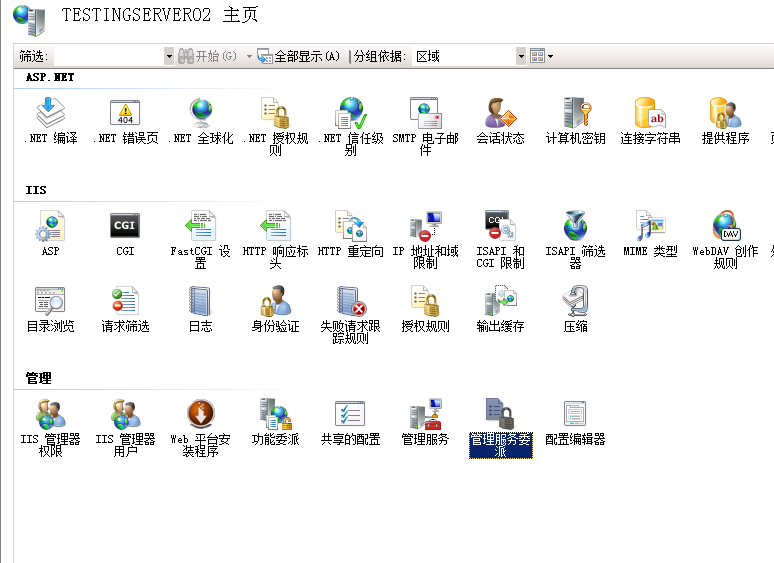 TESTINGSERVER02 主页
筛选: 开始(G) 全部显示(A) 分组依据: 区域
ASP.NET
.NET 编译
404
.NET 错误页
.NET 全球化
.NET 授权规
则
.NET 信任级
别
SMTP 电子邮
件
会话状态
计算机密钥
ab
连接字符串
提供程序
IIS
ASP
CGI
CGI
FastCGI 设
置
HTTP 响应标
头
HTTP 重定向
IP 地址和域
限制
CGI
ISAPI 和
CGI 限制
ISAPI 筛选
器
MIME 类型
DAV
WebDAV 创作
规则
目录浏览
请求筛选
日志
身份验证
失败请求跟
踪规则
授权规则
输出缓存
压缩
管理
IIS 管理器
权限
IIS 管理器
用户
Web 平台安
装程序
功能委派
共享的配置
管理服务
管理服务委
派
配置编辑器